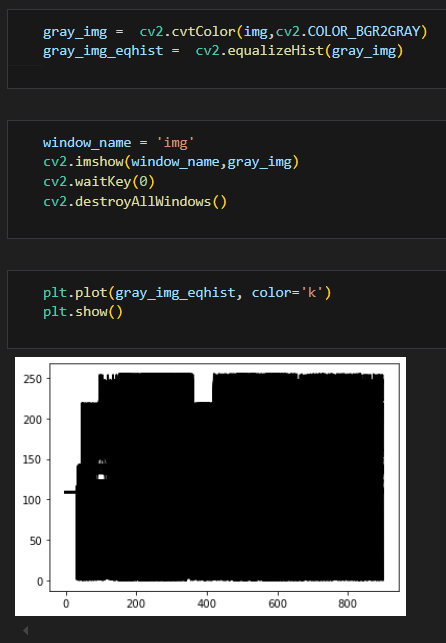 gray_img =  cv2.cvtColor(img,cv2.COLOR_BGR2GRAY)
gray_img_eqhist =  cv2.equalizeHist(gray_img)
window_name = 'img'
cv2.imshow(window_name,gray_img)
cv2.waitKey(0)
cv2.destroyAllWindows()
plt.plot(gray_img_eqhist, color='k')
plt.show()
250
200
150
100
50
0
0 200 400 600 800